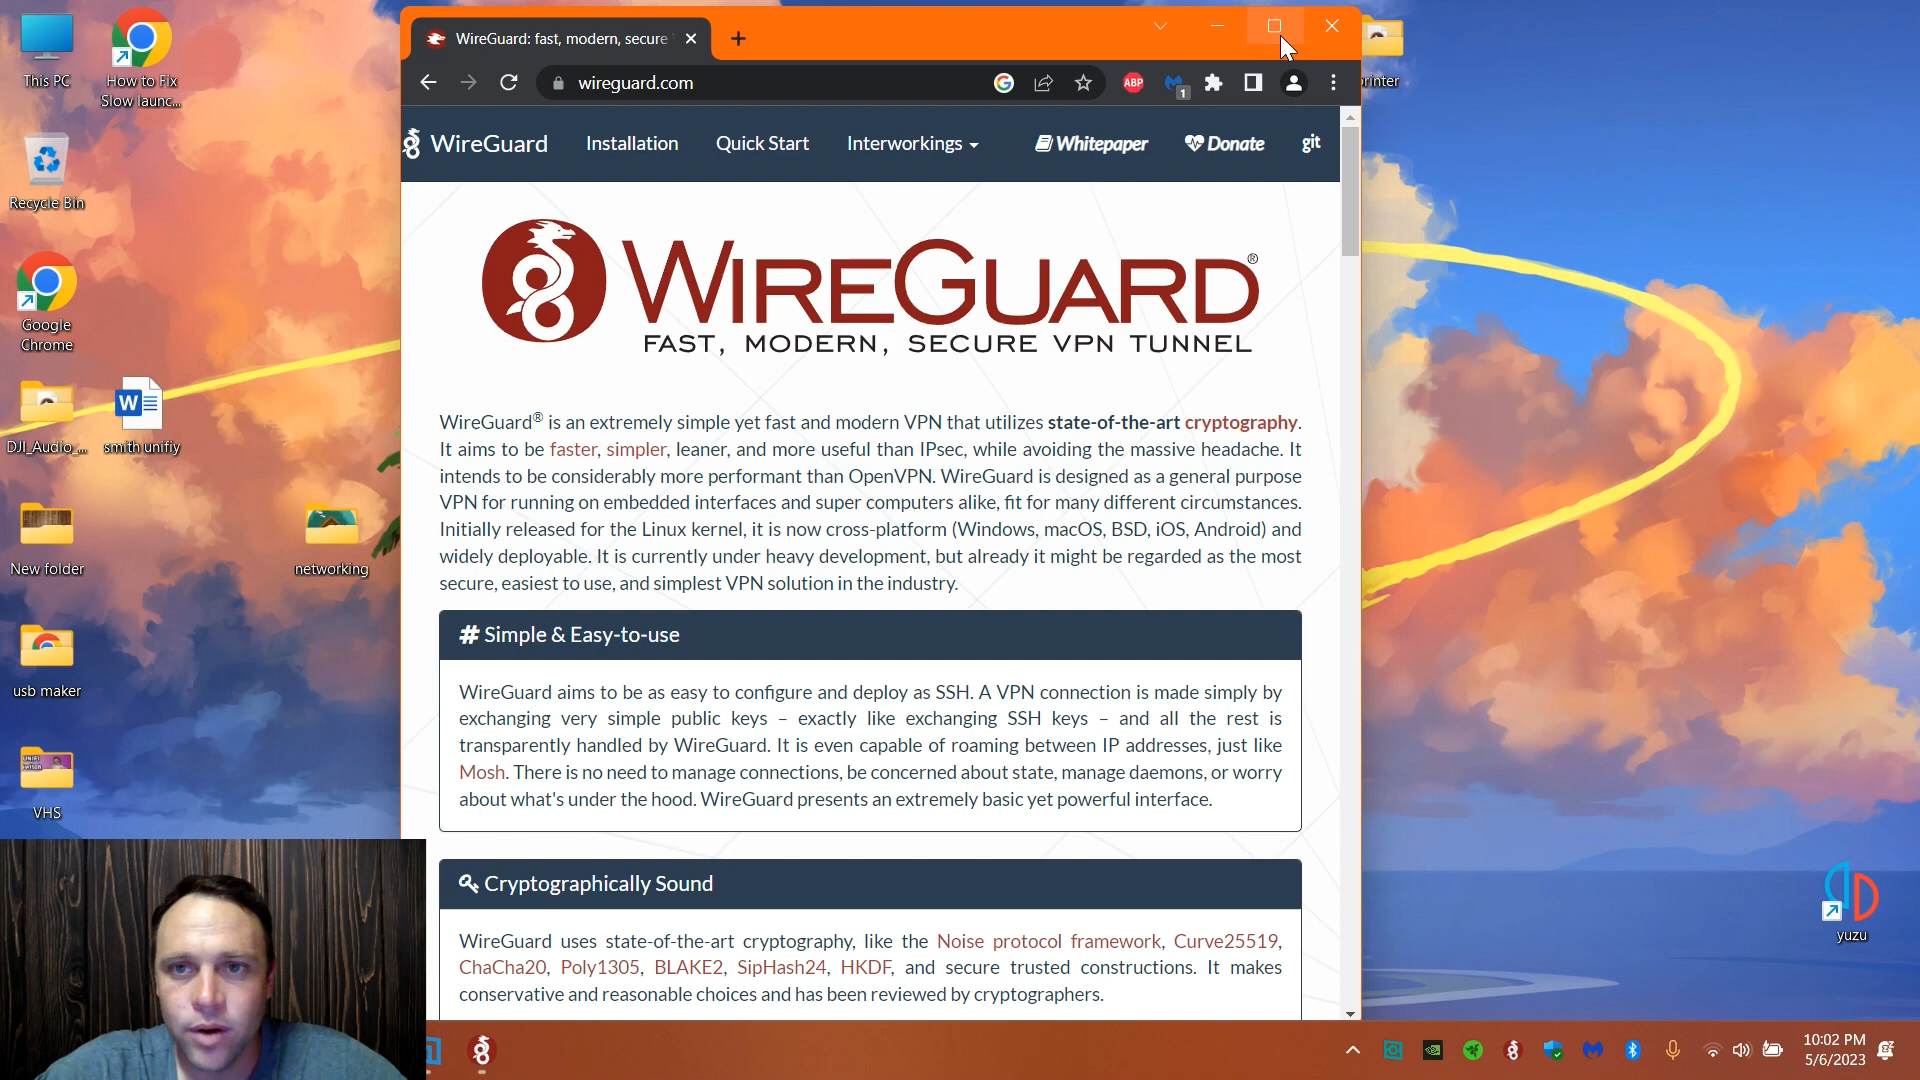 This PC
How to Fix
Slow launc...
Recycle Bin
Google
Chrome
DJI_Audio_...
smith unifiy
W
New folder
networking
usb maker
VHS
rinter
yuzu
WireGuard: fast, modern, secure
wireguard.com
ABP
1
WireGuard
Installation
Quick Start
Interworkings
Whitepaper
Donate
git
WIREGUARD®
FAST, MODERN, SECURE VPN TUNNEL
WireGuard® is an extremely simple yet fast and modern VPN that utilizes state-of-the-art cryptography.
It aims to be faster, simpler, leaner, and more useful than IPsec, while avoiding the massive headache. It
intends to be considerably more performant than OpenVPN. WireGuard is designed as a general purpose
VPN for running on embedded interfaces and super computers alike, fit for many different circumstances.
Initially released for the Linux kernel, it is now cross-platform (Windows, macOS, BSD, iOS, Android) and
widely deployable. It is currently under heavy development, but already it might be regarded as the most
secure, easiest to use, and simplest VPN solution in the industry.
# Simple & Easy-to-use
WireGuard aims to be as easy to configure and deploy as SSH. A VPN connection is made simply by
exchanging very simple public keys – exactly like exchanging SSH keys – and all the rest is
transparently handled by WireGuard. It is even capable of roaming between IP addresses, just like
Mosh. There is no need to manage connections, be concerned about state, manage daemons, or worry
about what's under the hood. WireGuard presents an extremely basic yet powerful interface.
Cryptographically Sound
WireGuard uses state-of-the-art cryptography, like the Noise protocol framework, Curve25519,
ChaCha20, Poly1305, BLAKE2, SipHash24, HKDF, and secure trusted constructions. It makes
conservative and reasonable choices and has been reviewed by cryptographers.
10:02 PM
5/6/2023